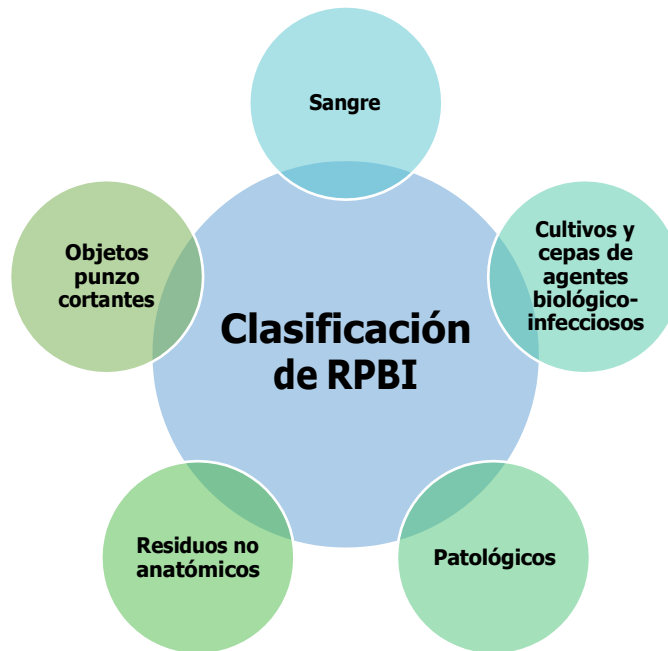 Sangre
Cultivos y
cepas de
agentes
biológico-
infecciosos
Patológicos
Residuos no
anatómicos
Objetos
punzo
cortantes
Clasificación
de RPBI